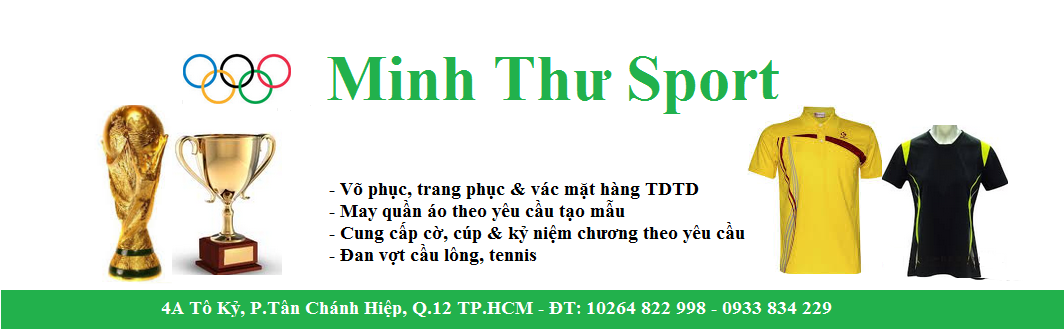 Minh Thư Sport
- Võ phục, trang phục & vác mặt hàng TDTD
- May quần áo theo yêu cầu tạo mẫu
- Cung cấp cờ, cúp & kỷ niệm chương theo yêu cầu
- Đan vợt cầu lông, tennis
4A Tô Kỷ, P.Tân Chánh Hiệp, Q.12 TP.HCM - ĐT: 10264 822 998 - 0933 834 229